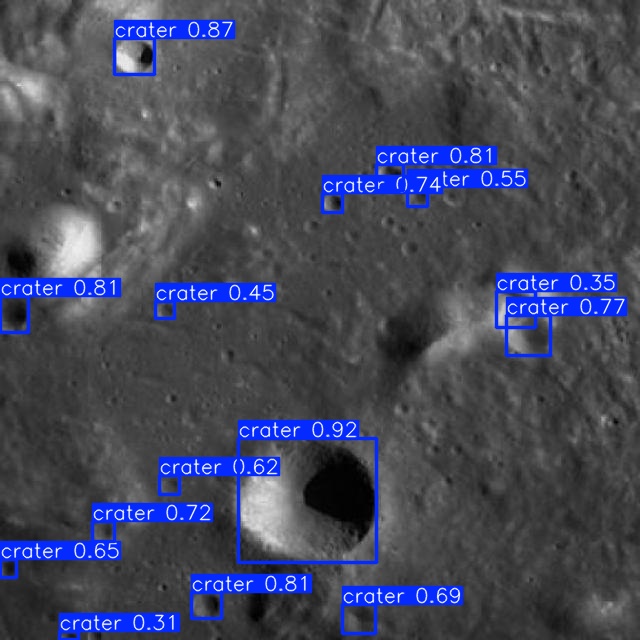 crater 0.87
crater 0.81
crater 0.74
ter 0.55
crater 0.35
crater 0.81
crater 0.45
crater 0.77
crater 0.92
crater 0.62
crater 0.72
crater 0.65
crater 0.81
crater 0.69
crater 0.31